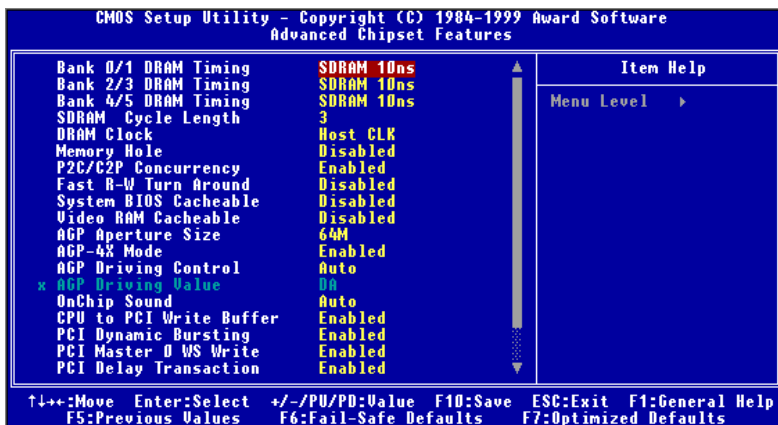 CMOS Setup Utility - Copyright (C) 1984-1999 Award Software
Advanced Chipset Features
Bank 0/1 DRAM Timing SDRAM 10ns
Bank 2/3 DRAM Timing SDRAM 10ns
Bank 4/5 DRAM Timing SDRAM 10ns
SDRAM Cycle Length 3
DRAM Clock Host CLK
Memory Hole Disabled
P2C/C2P Concurrency Enabled
Fast R-W Turn Around Disabled
System BIOS Cacheable Disabled
Video RAM Cacheable Disabled
AGP Aperture Size 64M
AGP-4X Mode Enabled
AGP Driving Control Auto
x AGP Driving Value DA
OnChip Sound Auto
CPU to PCI Write Buffer Enabled
PCI Dynamic Bursting Enabled
PCI Master 0 WS Write Enabled
PCI Delay Transaction Enabled
Item Help
Menu Level ▸
↑↓→←:Move Enter:Select +/-/PU/PD:Value F10:Save ESC:Exit F1:General Help
F5:Previous Values F6:Fail-Safe Defaults F7:Optimized Defaults